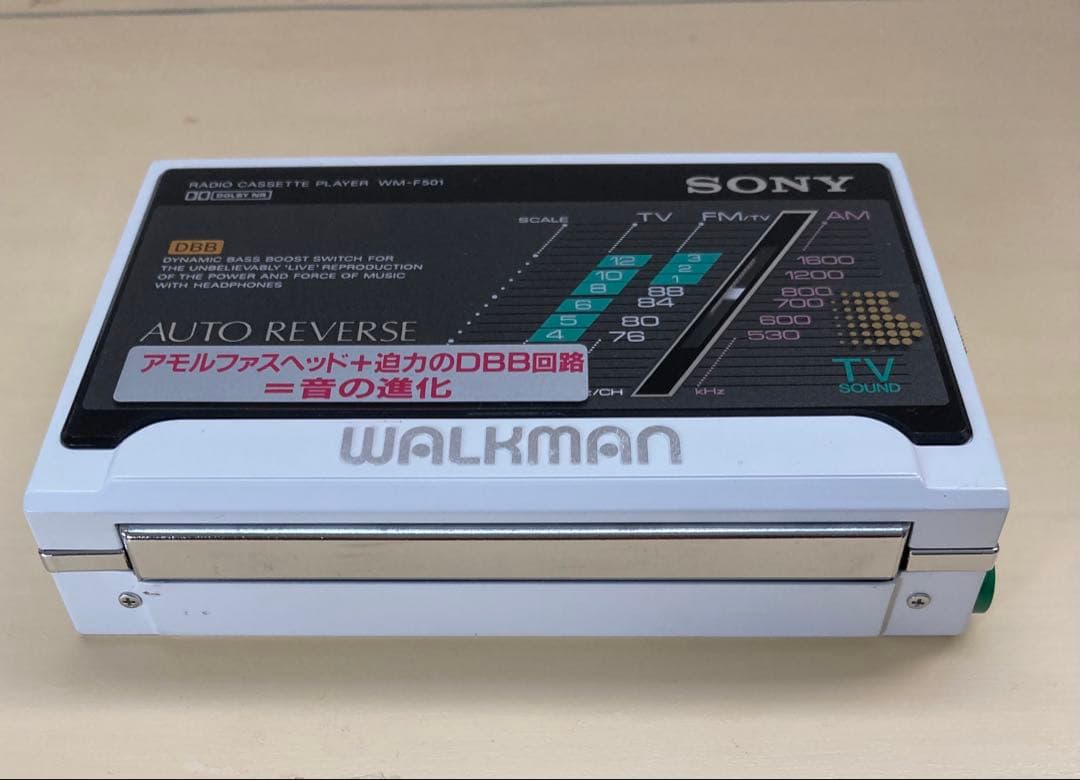 RADIO CASSETTE PLAYER WM-F501
DOLBY NR
SONY
SCALE TV FM/TV AM
DBB
DYNAMIC BASS BOOST SWITCH FOR
THE UNBELIEVABLY 'LIVE' REPRODUCTION
OF THE POWER AND FORCE OF MUSIC
WITH HEADPHONES
12 3 1600
10 2 1200
8 1 800
88 700
6 84
5 80 600
4 76 530
AUTO REVERSE
アモルファスヘッド+迫力のDBB回路
=音の進化
/CH kHz
TV
SOUND
WALKMAN